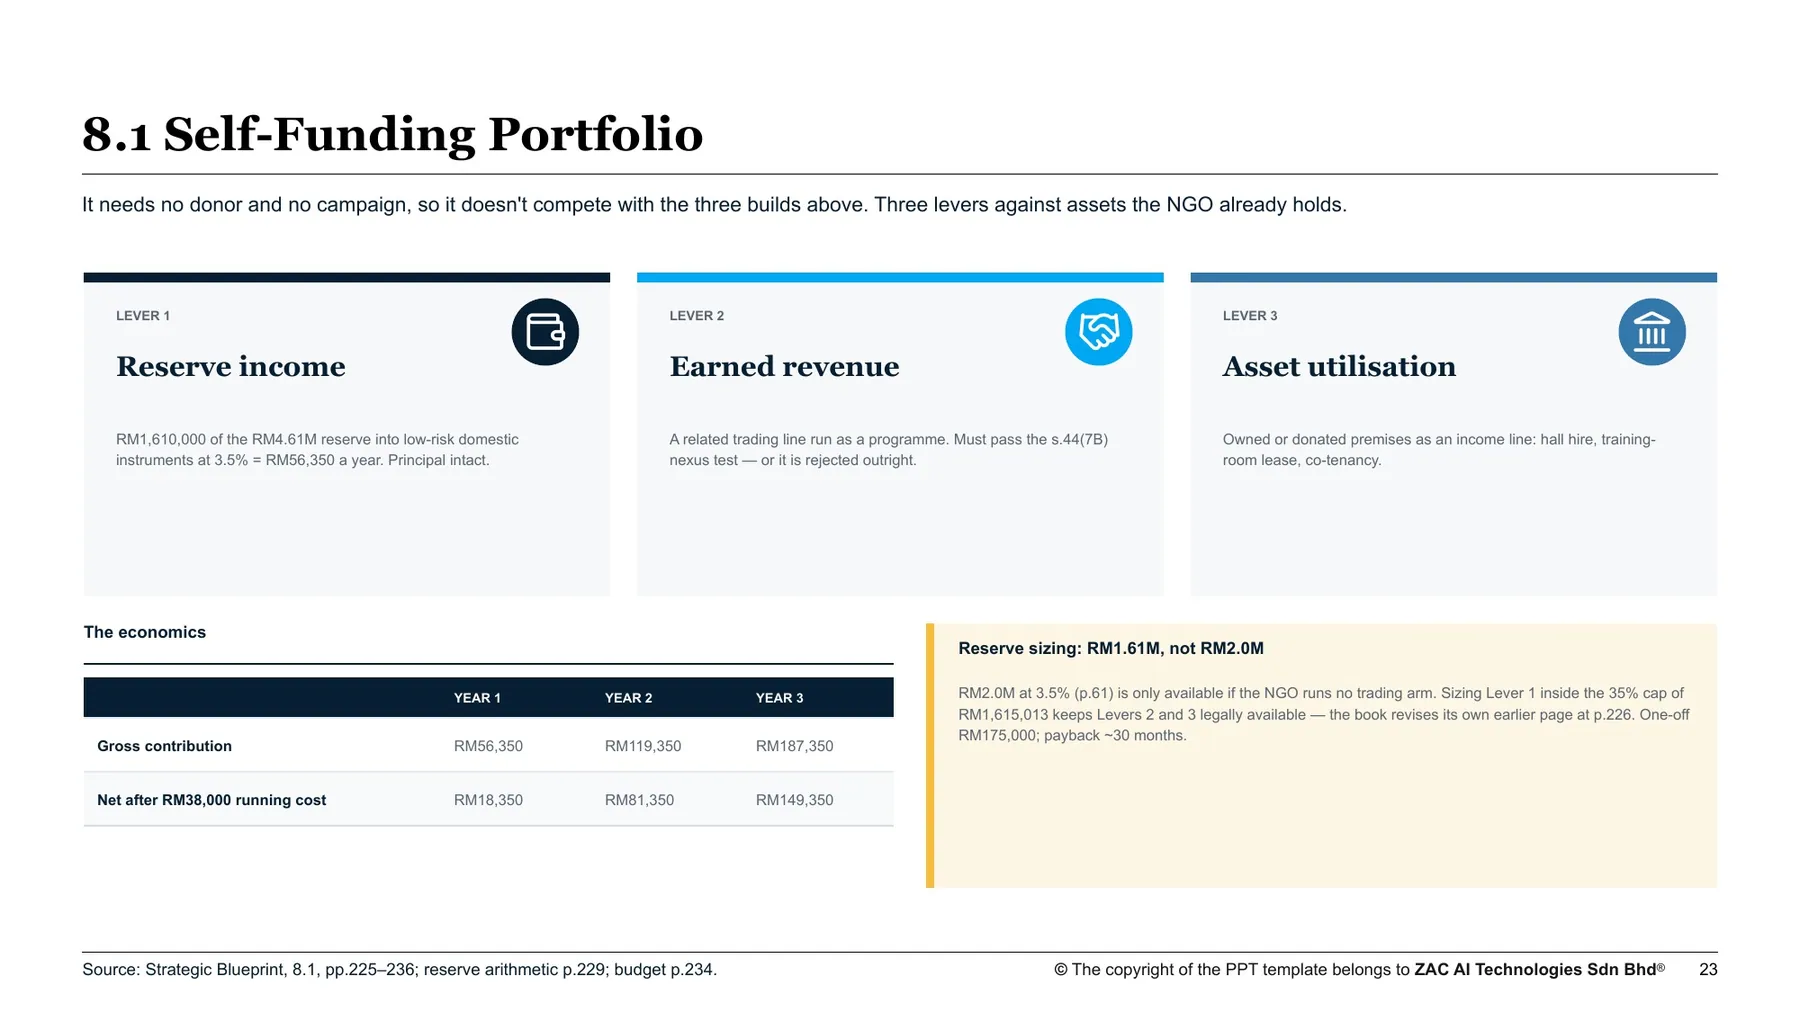 8.1 Self-Funding Portfolio
It needs no donor and no campaign, so it doesn't compete with the three builds above. Three levers against assets the NGO already holds.
LEVER 1
Reserve income
RM1,610,000 of the RM4.61M reserve into low-risk domestic
instruments at 3.5% = RM56,350 a year. Principal intact.
LEVER 2
Earned revenue
A related trading line run as a programme. Must pass the s.44(7B)
nexus test — or it is rejected outright.
LEVER 3
Asset utilisation
Owned or donated premises as an income line: hall hire, training-
room lease, co-tenancy.
The economics
YEAR 1 YEAR 2 YEAR 3
Gross contribution RM56,350 RM119,350 RM187,350
Net after RM38,000 running cost RM18,350 RM81,350 RM149,350
Reserve sizing: RM1.61M, not RM2.0M
RM2.0M at 3.5% (p.61) is only available if the NGO runs no trading arm. Sizing Lever 1 inside the 35% cap of
RM1,615,013 keeps Levers 2 and 3 legally available — the book revises its own earlier page at p.226. One-off
RM175,000; payback ~30 months.
Source: Strategic Blueprint, 8.1, pp.225–236; reserve arithmetic p.229; budget p.234.
© The copyright of the PPT template belongs to ZAC AI Technologies Sdn Bhd® 23